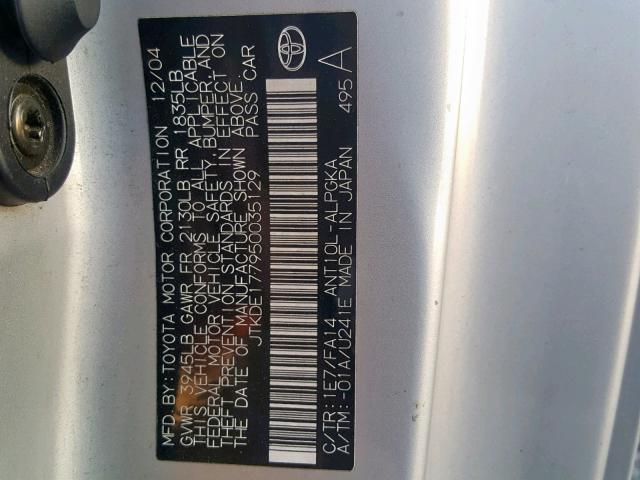 MFD.BY:TOYOTA MOTOR CORPORATION 12/04
GVWR 3945LB GAWR FR 2130LB RR 1835LB
THIS VEHICLE CONFORMS TO ALL APPLICABLE
FEDERAL MOTOR VEHICLE SAFETY, BUMPER, AND
THEFT PREVENTION STANDARDS IN EFFECT ON
THE DATE OF MANUFACTURE SHOWN ABOVE.
JTKDE177950035129 PASS CAR
C/TR:1E7/FA14 ANT10L-ALPGKA 495 A
A/TM:-01A/U241E MADE IN JAPAN